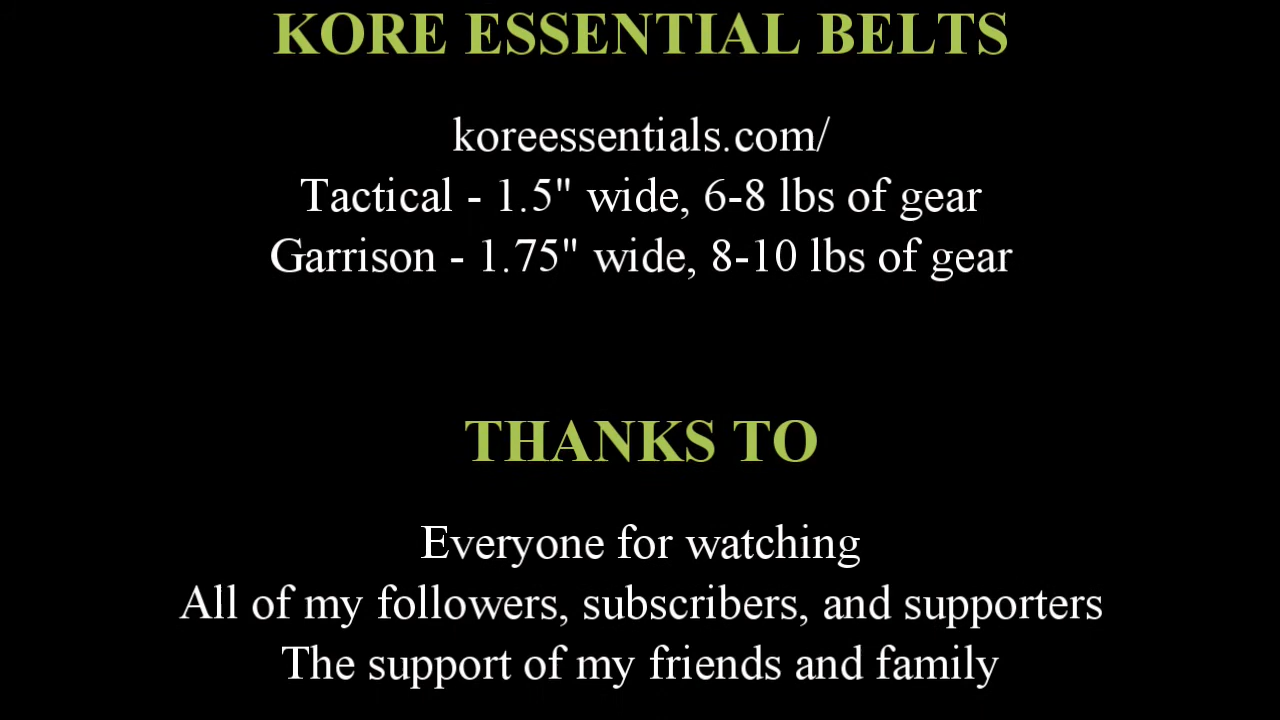 KORE ESSENTIAL BELTS
koreessentials.com/
Tactical - 1.5" wide, 6-8 lbs of gear
Garrison - 1.75" wide, 8-10 lbs of gear
THANKS TO
Everyone for watching
All of my followers, subscribers, and supporters
The support of my friends and family